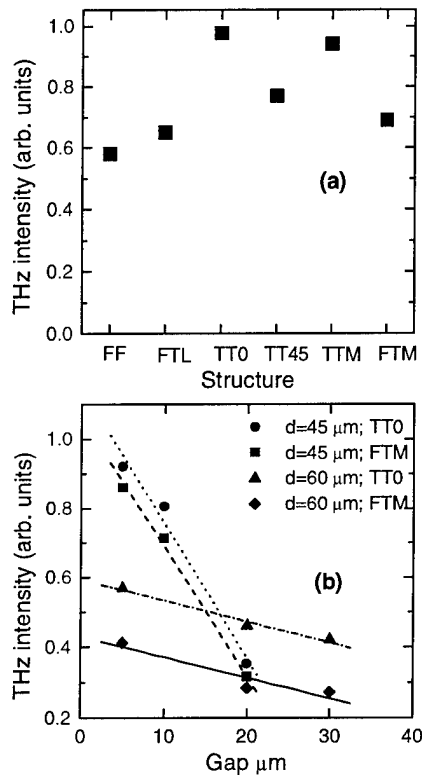 1.0
0.8
0.6
0.4
0.2
0.0
THz intensity (arb. units)
(a)
FF FTL TT0 TT45 TTM FTM
Structure
d=45 μm; TTO
d=45 μm; FTM
d=60 μm; TTO
d=60 μm; FTM
1.0
0.8
0.6
0.4
0.2
THz intensity (arb. units)
(b)
0 10 20 30 40
Gap μm